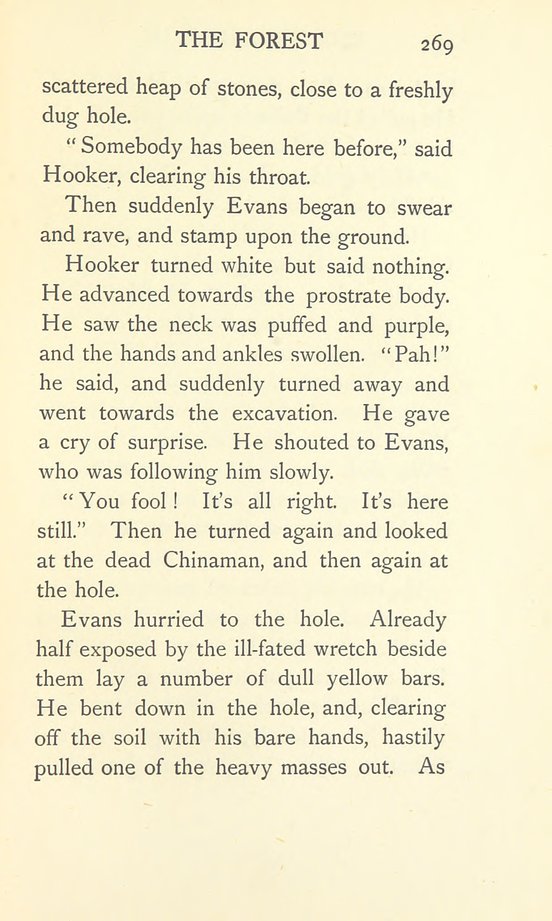 THE FOREST 269
scattered heap of stones, close to a freshly
dug hole.
“ Somebody has been here before,” said
Hooker, clearing his throat.
Then suddenly Evans began to swear
and rave, and stamp upon the ground.
Hooker turned white but said nothing.
He advanced towards the prostrate body.
He saw the neck was puffed and purple,
and the hands and ankles swollen. “Pah!”
he said, and suddenly turned away and
went towards the excavation. He gave
a cry of surprise. He shouted to Evans,
who was following him slowly.
“ You fool ! It’s all right. It’s here
still.” Then he turned again and looked
at the dead Chinaman, and then again at
the hole.
Evans hurried to the hole. Already
half exposed by the ill-fated wretch beside
them lay a number of dull yellow bars.
He bent down in the hole, and, clearing
off the soil with his bare hands, hastily
pulled one of the heavy masses out. As